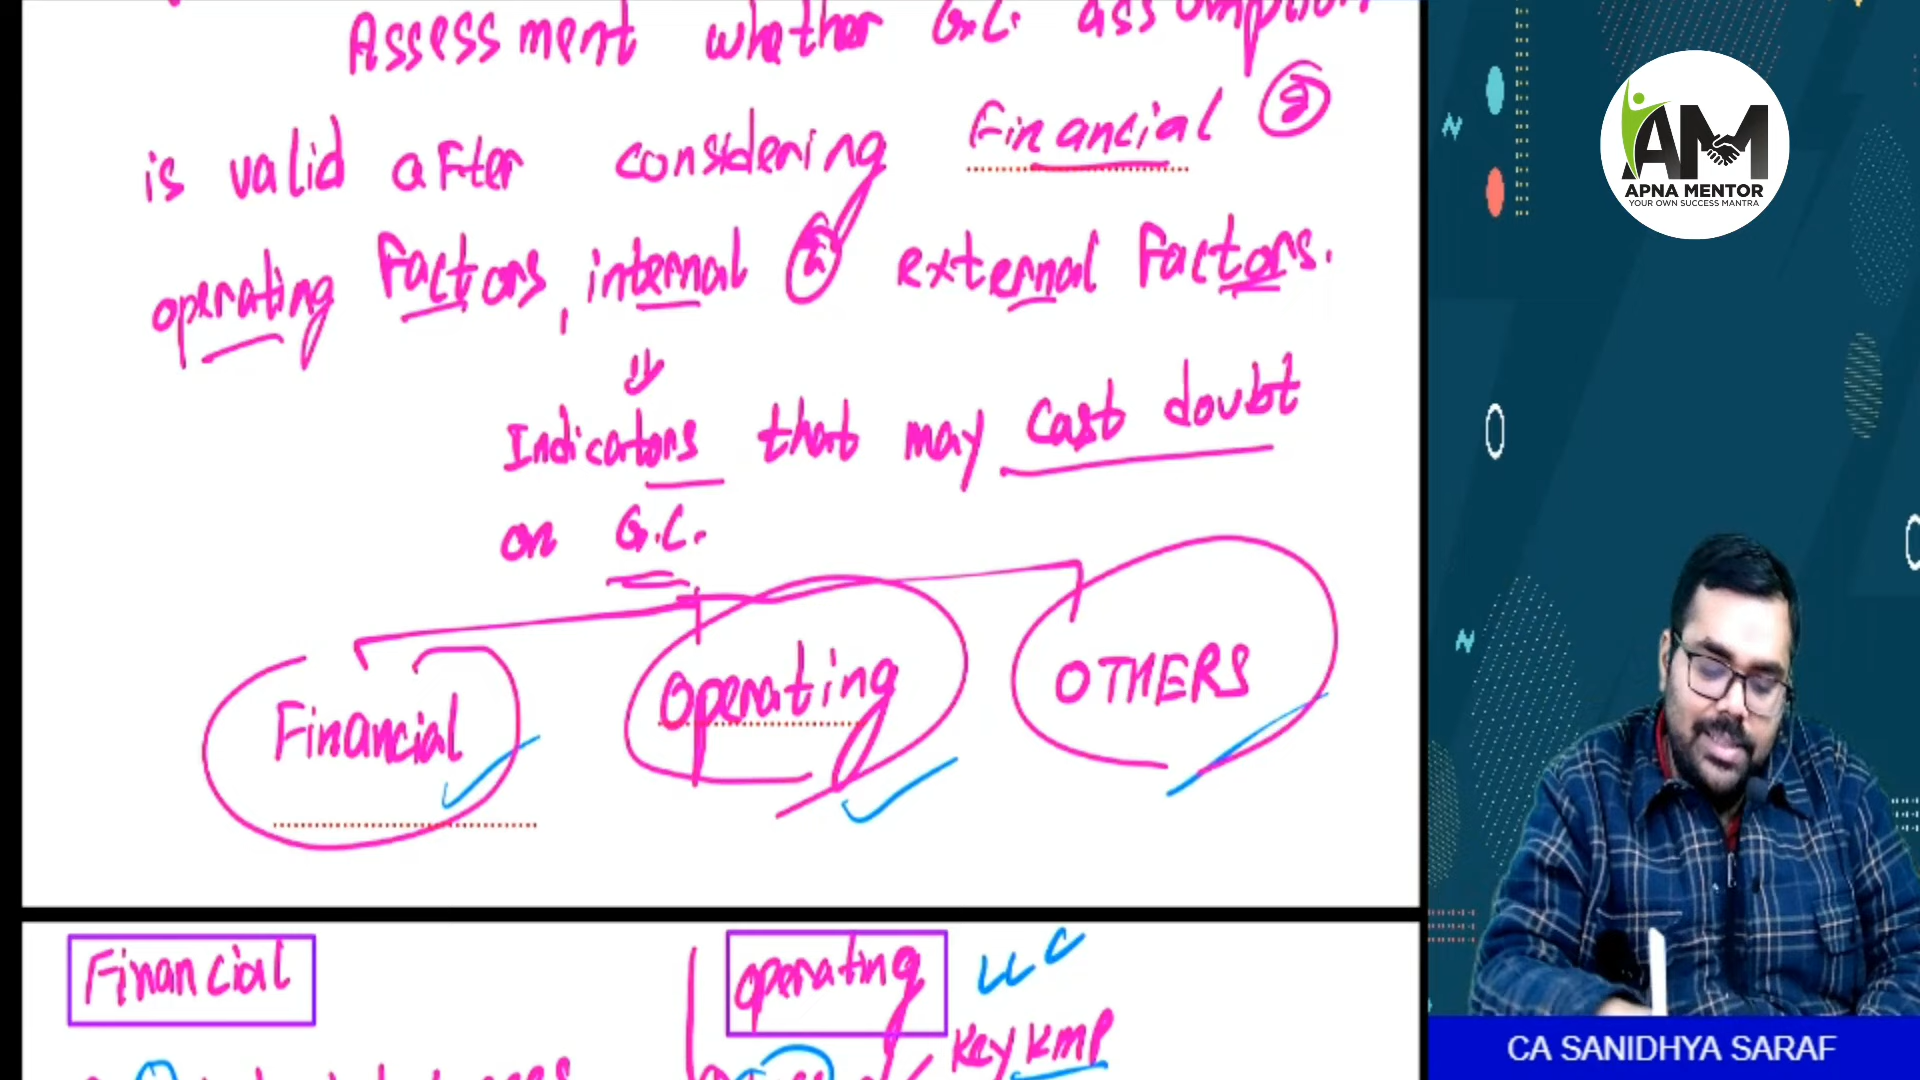 Assessment whether G.C. assumption
is valid after considering Financial &
operating Factors, internal & external Factors.
Indicators that may cast doubt
on G.C.
Financial Operating OTHERS
Financial operating
Key KMP
AM
APNA MENTOR
YOUR OWN SUCCESS MANTRA
CA SANIDHYA SARAF